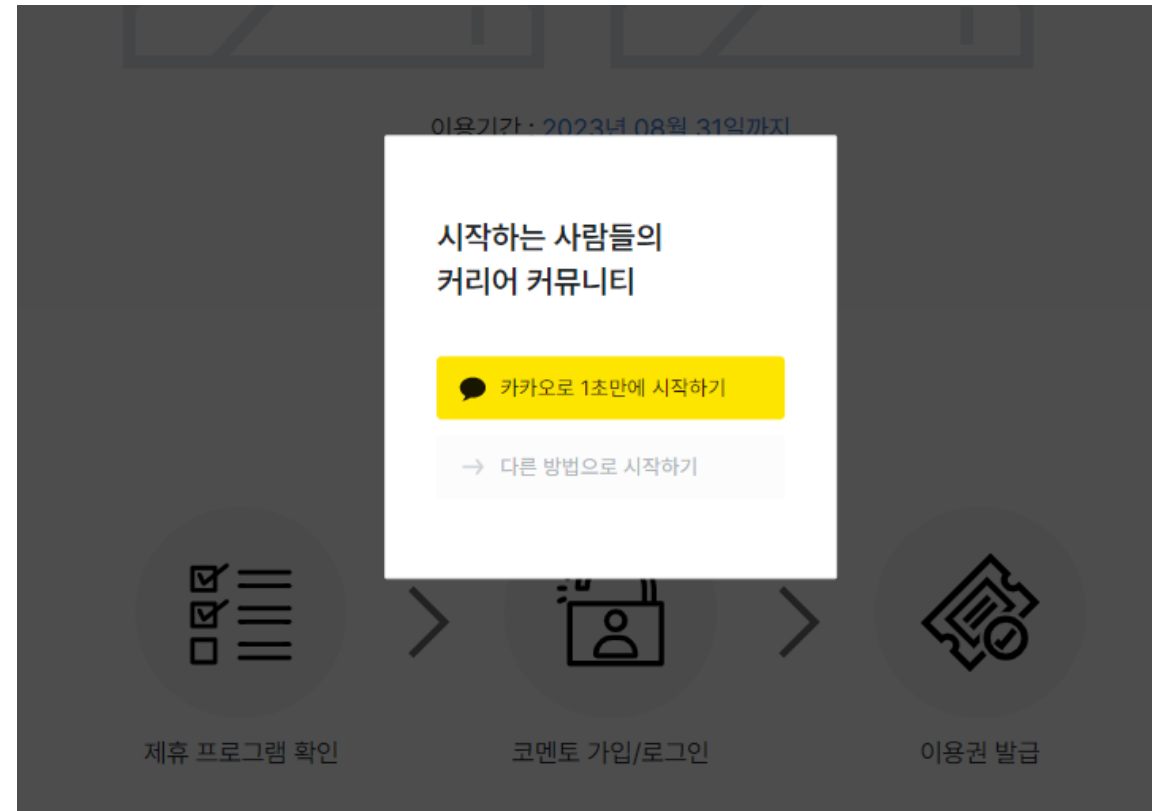 이용기간 : 2023년 08월 31일까지
시작하는 사람들의
커리어 커뮤니티
카카오로 1초만에 시작하기
다른 방법으로 시작하기
제휴 프로그램 확인
코멘토 가입/로그인
이용권 발급